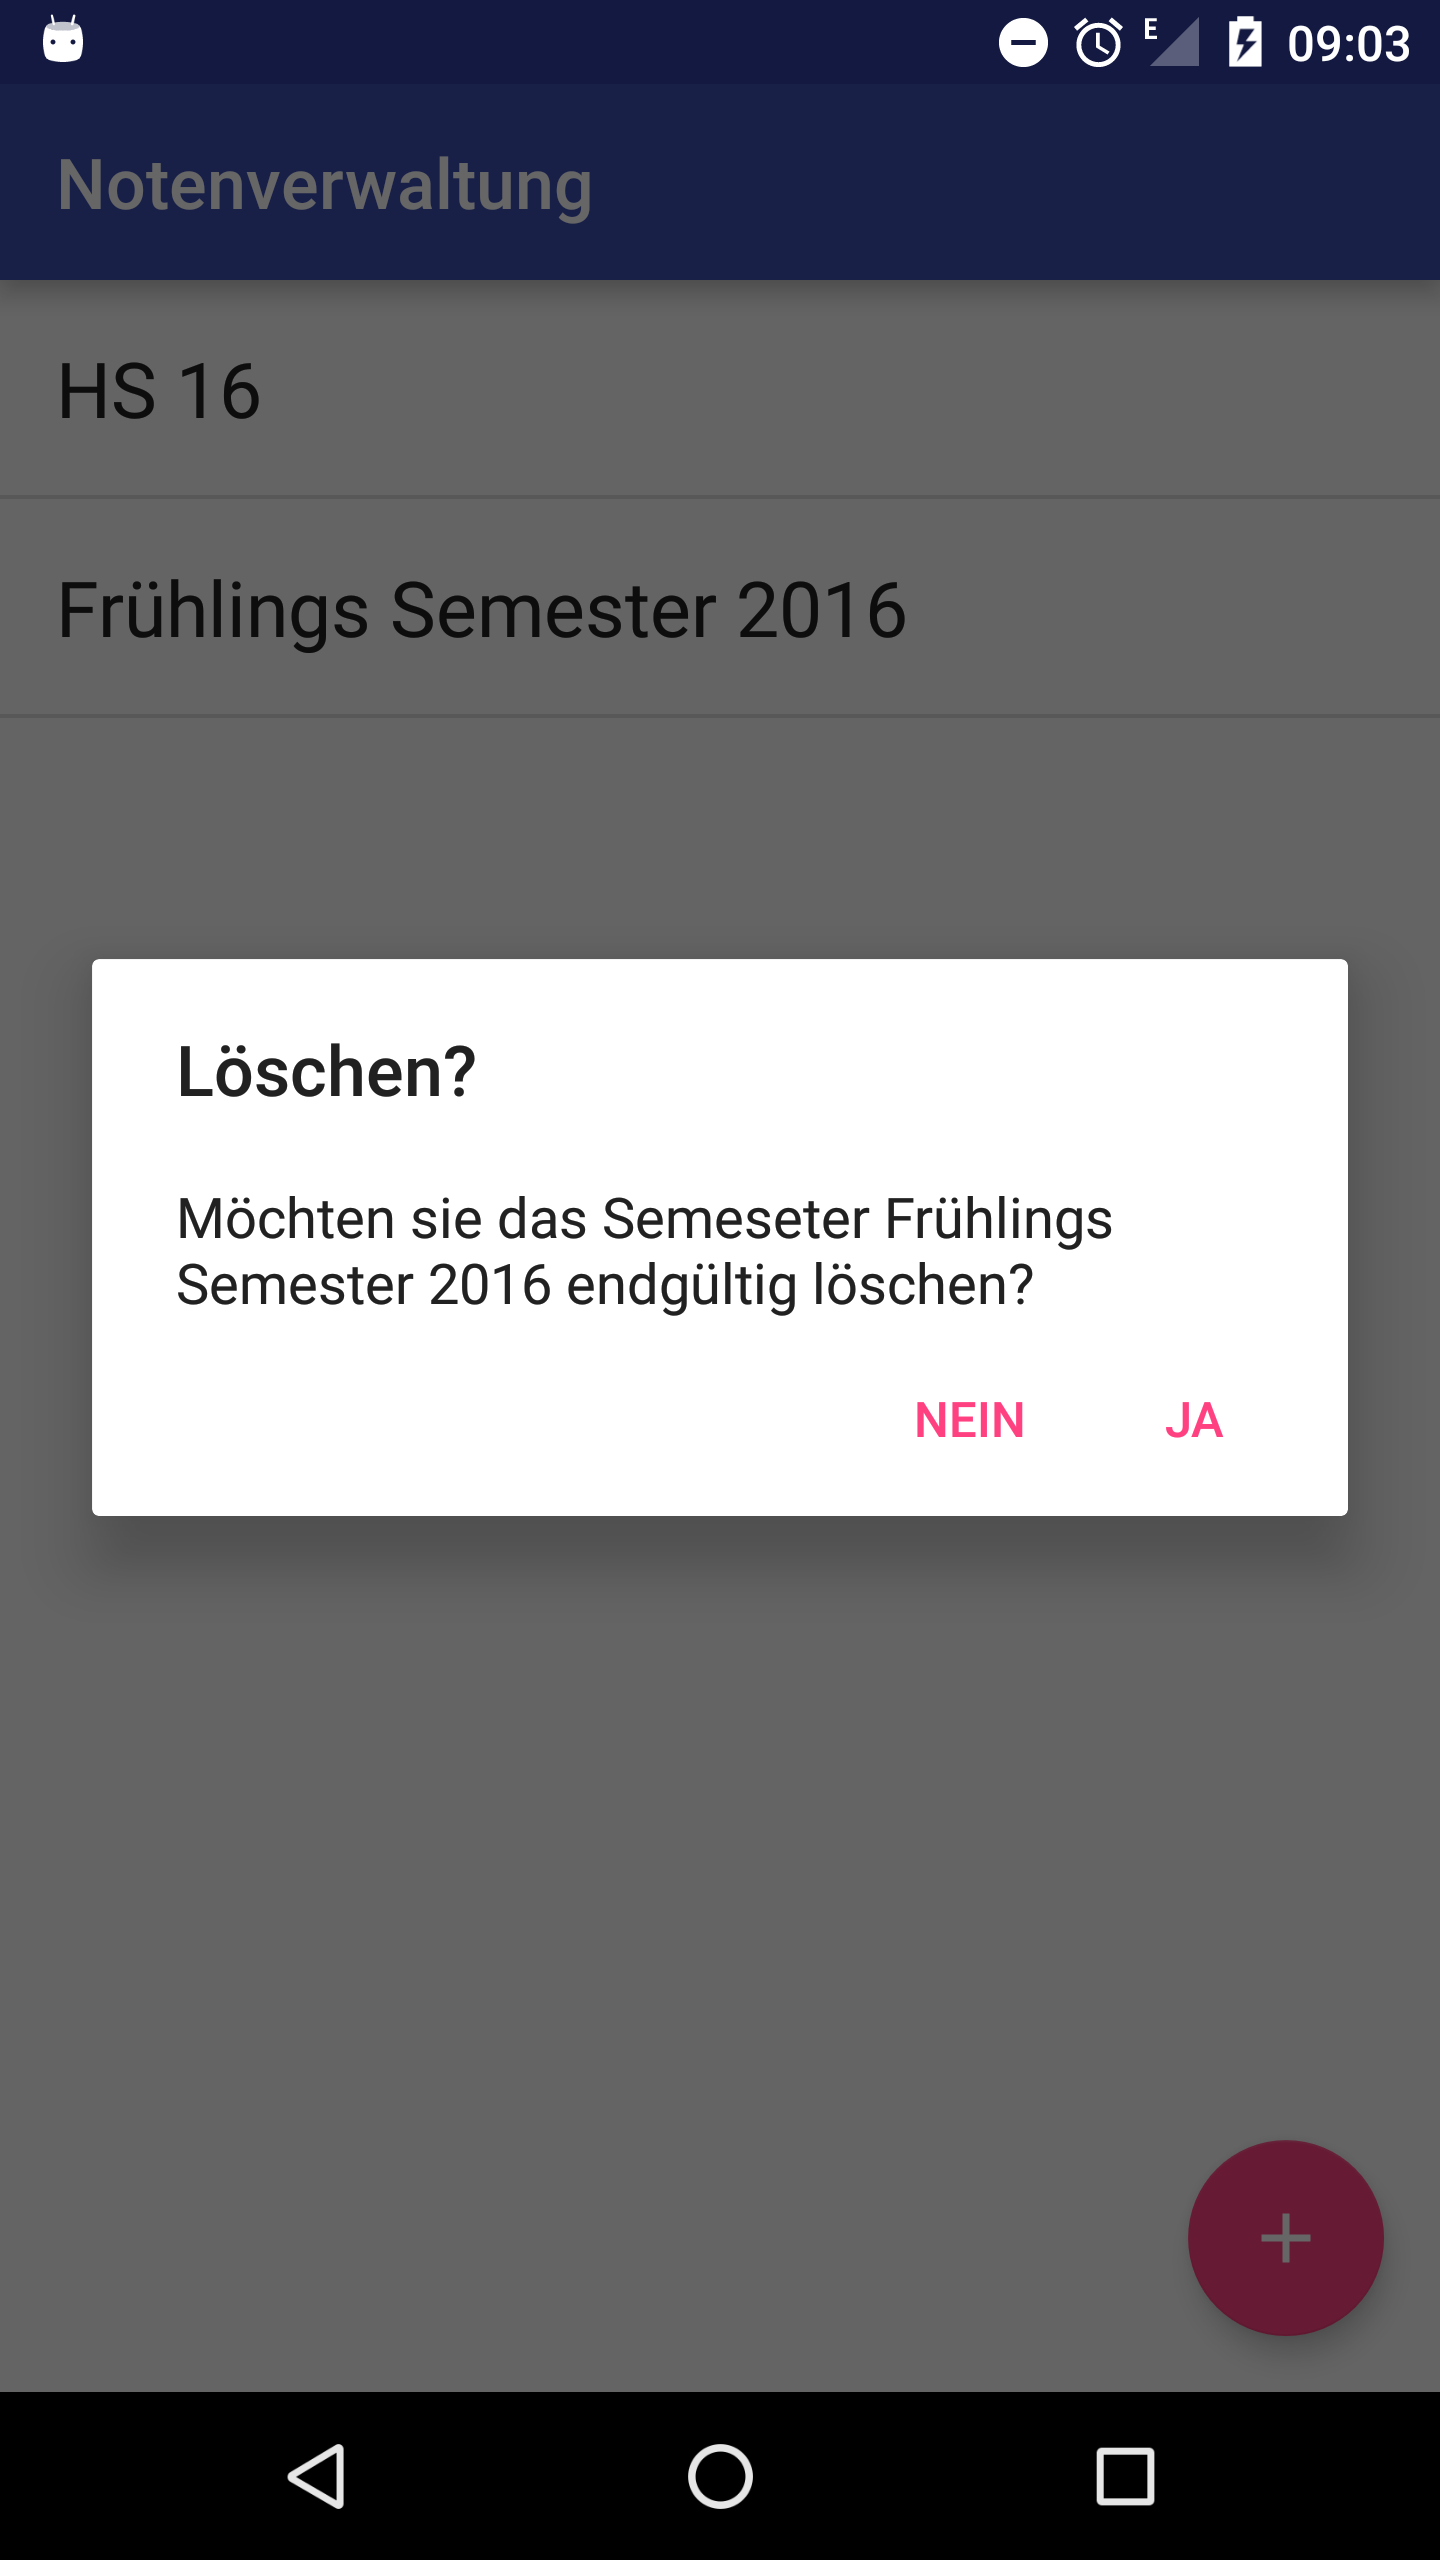 E 09:03
Notenverwaltung
HS 16
Frühlings Semester 2016
Löschen?
Möchten sie das Semeseter Frühlings
Semester 2016 endgültig löschen?
NEIN JA